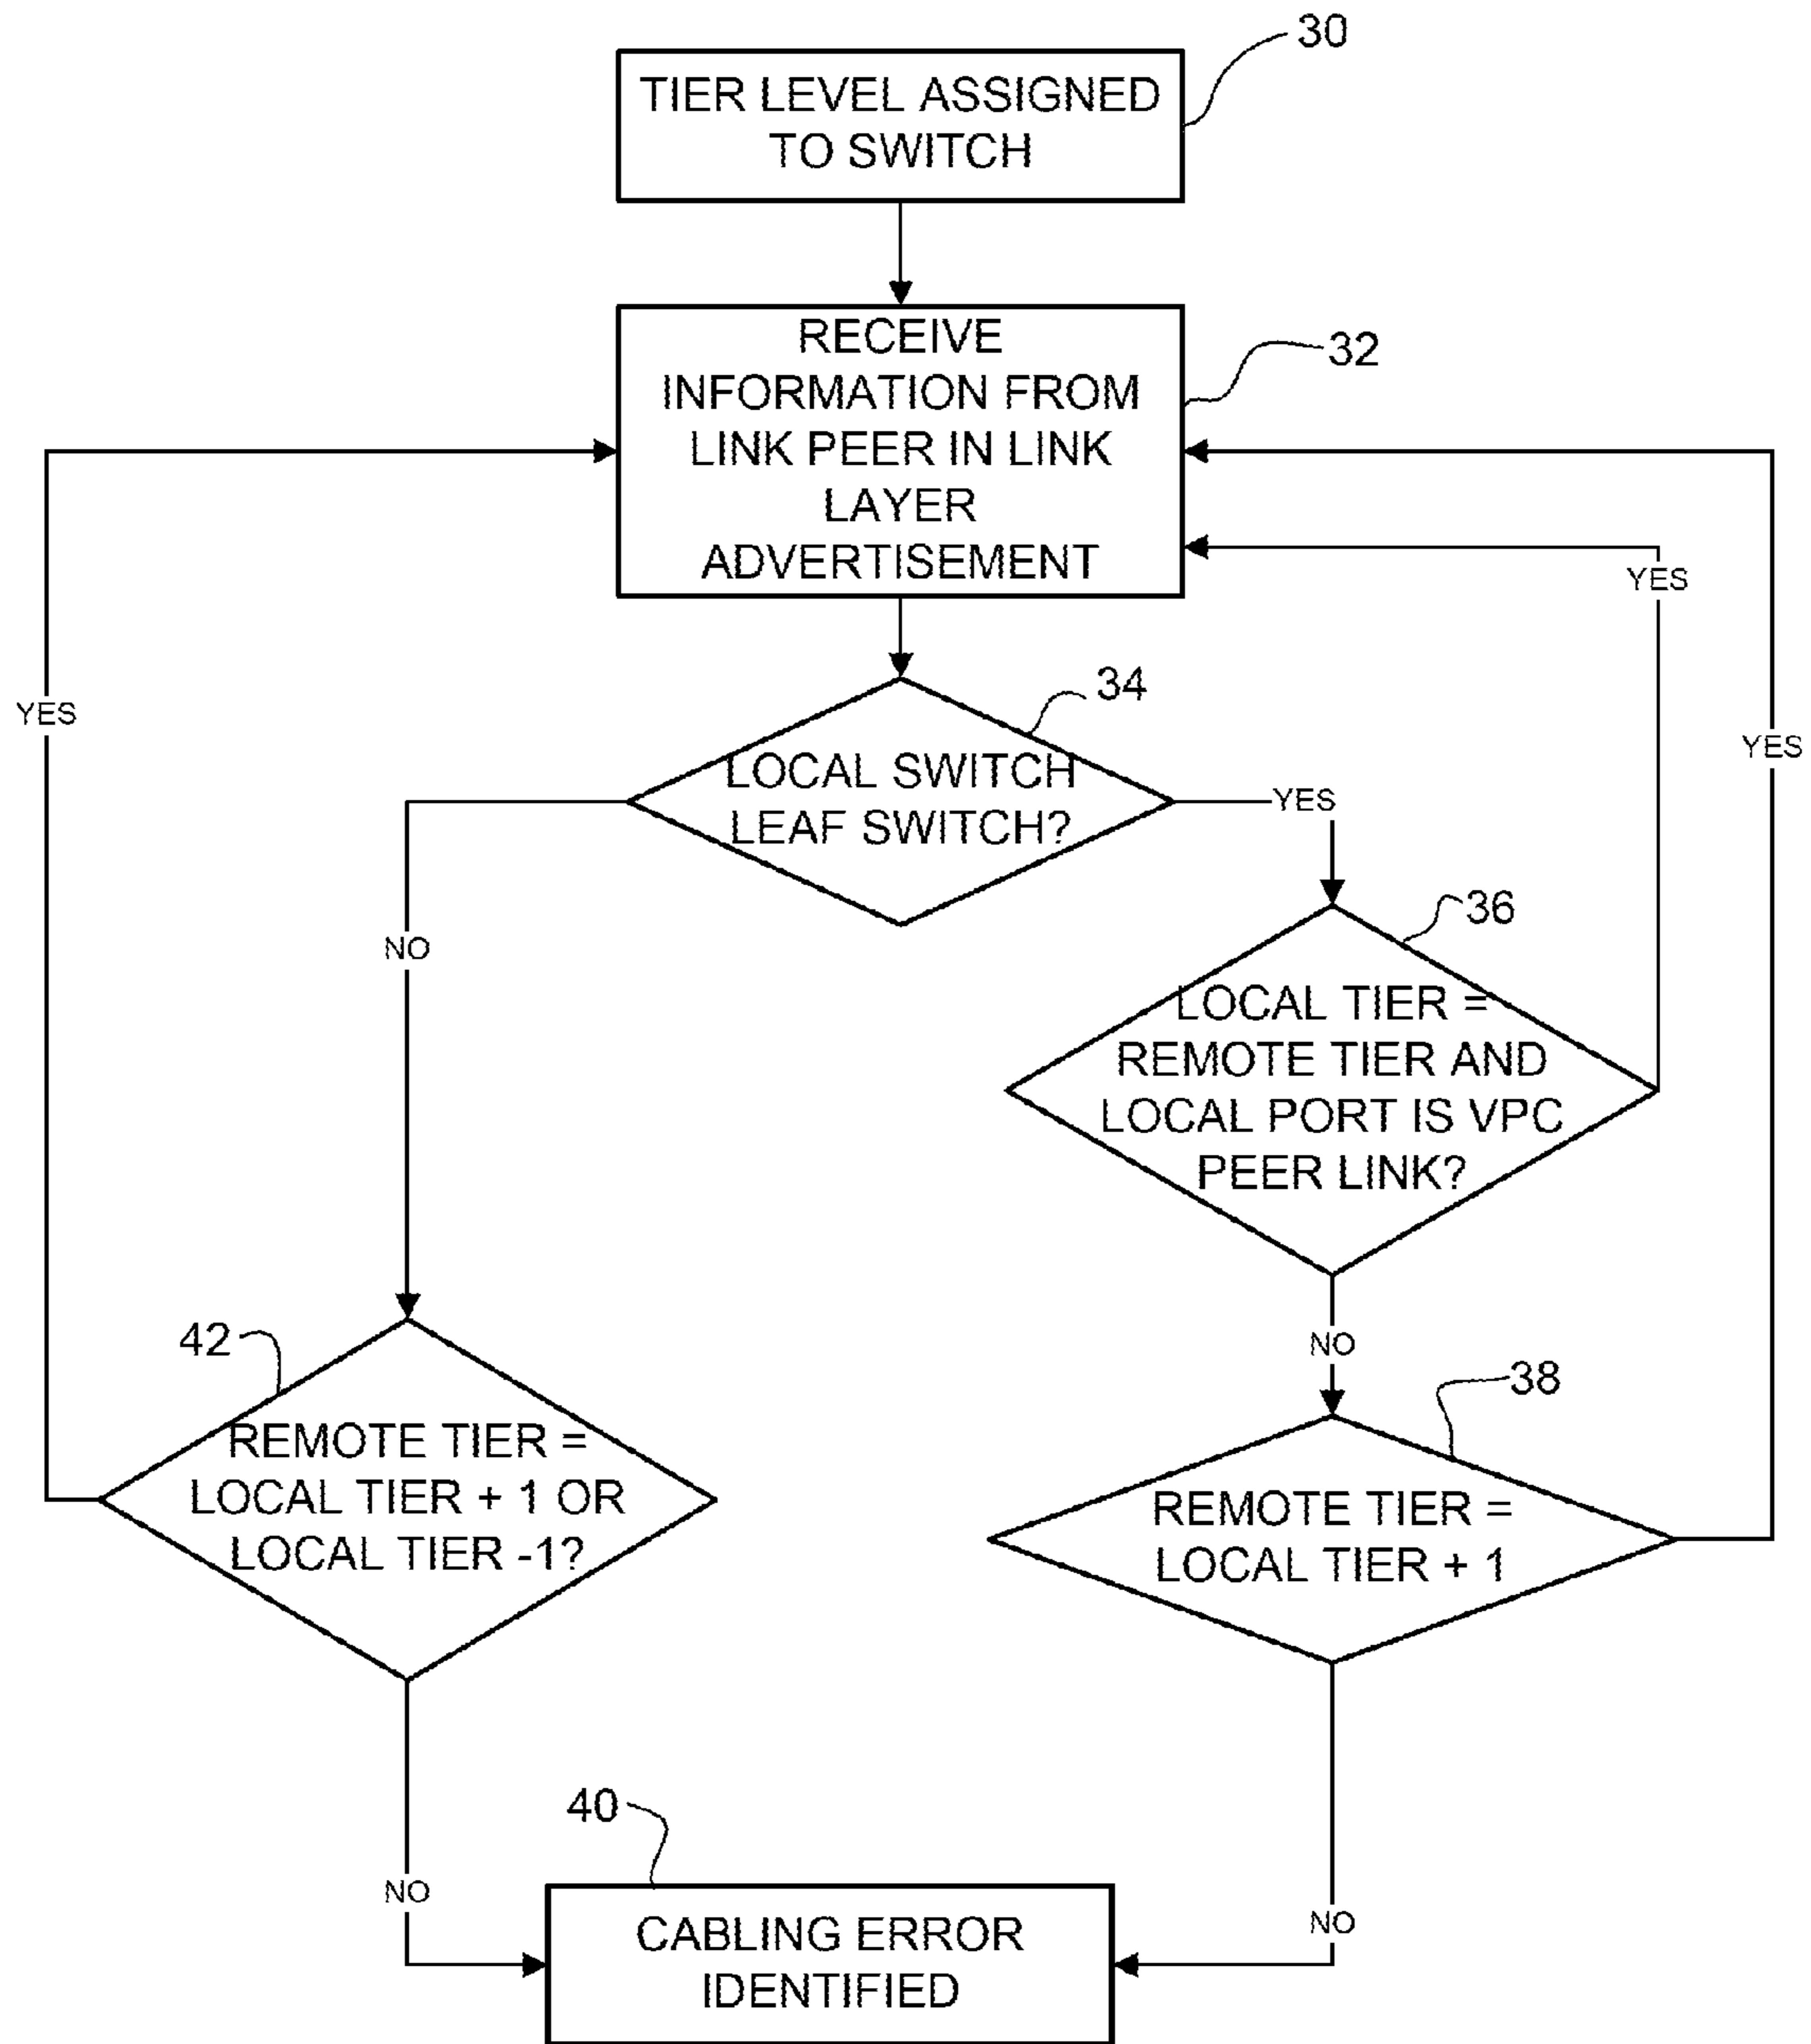 30
TIER LEVEL ASSIGNED
TO SWITCH
32
RECEIVE
INFORMATION FROM
LINK PEER IN LINK
LAYER
ADVERTISEMENT
YES
YES
YES
34
LOCAL SWITCH
LEAF SWITCH?
YES
NO
36
LOCAL TIER =
REMOTE TIER AND
LOCAL PORT IS VPC
PEER LINK?
NO
42
REMOTE TIER =
LOCAL TIER + 1 OR
LOCAL TIER -1?
38
REMOTE TIER =
LOCAL TIER + 1
NO
NO
40
CABLING ERROR
IDENTIFIED